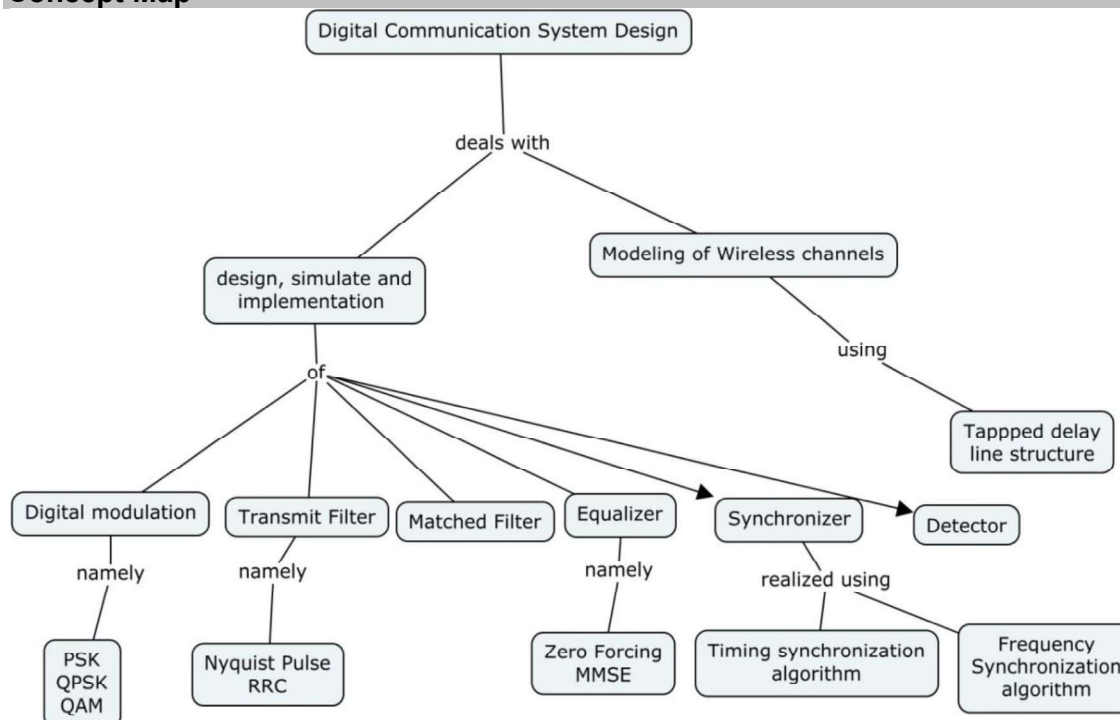 Concept Map
Digital Communication System Design
deals with
design, simulate and
implementation
Modeling of Wireless channels
using
of
Tappped delay
line structure
Digital modulation
Transmit Filter
Matched Filter
Equalizer
Synchronizer
Detector
namely
namely
namely
realized using
PSK
QPSK
QAM
Nyquist Pulse
RRC
Zero Forcing
MMSE
Timing synchronization
algorithm
Frequency
Synchronization
algorithm